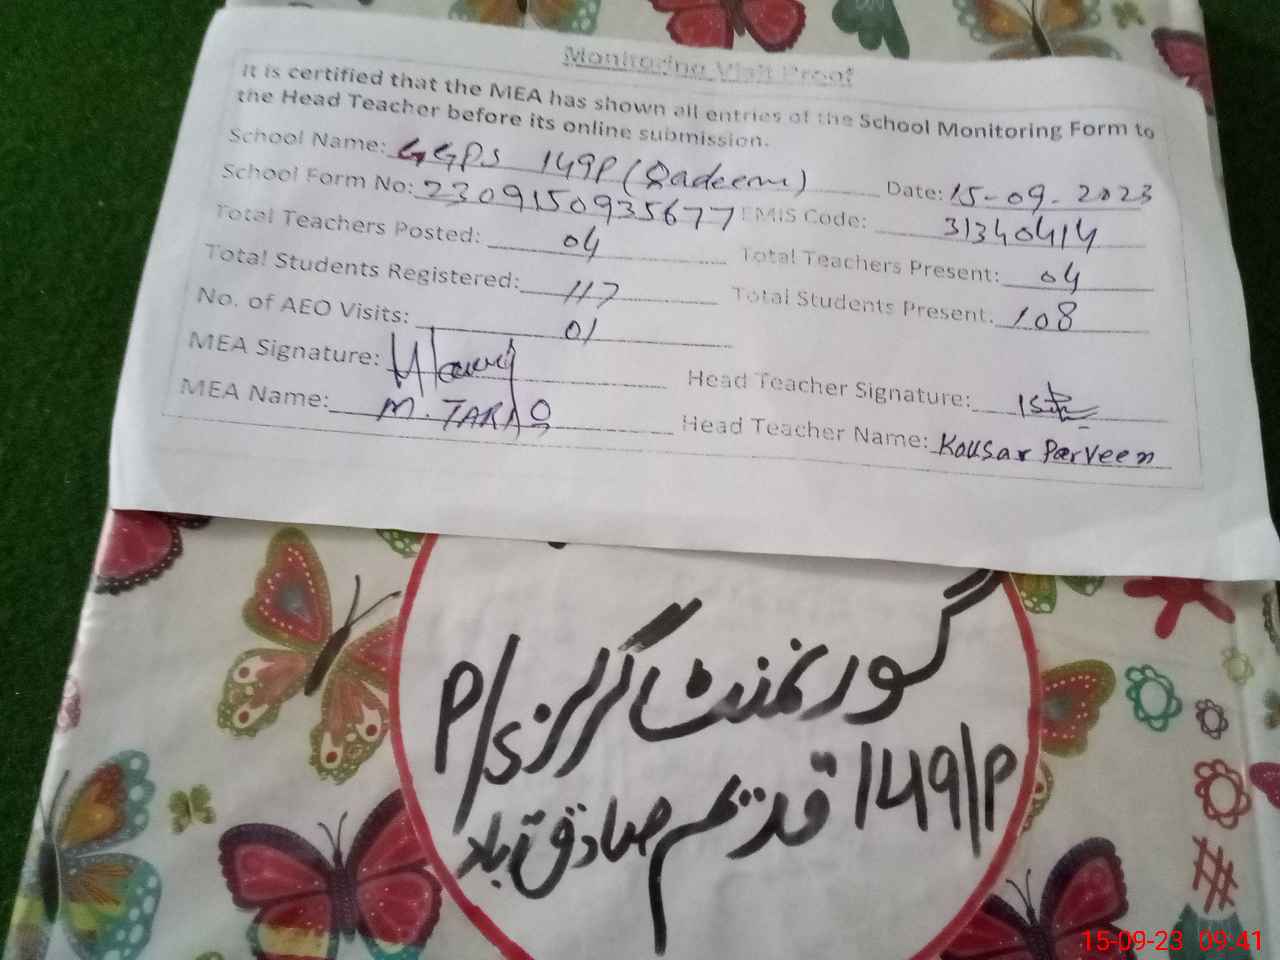 Monitoring Visit Proof
It is certified that the MEA has shown all entries of the School Monitoring Form to
the Head Teacher before its online submission.
School Name: GGPS 149P (Qadeem) Date: 15-09-2023
School Form No: 230915093567 7 EMIS Code: 31340414
Total Teachers Posted: 04 Total Teachers Present: 04
Total Students Registered: 117 Total Students Present: 108
No. of AEO Visits: 01
MEA Signature: Head Teacher Signature:
MEA Name: M. TARIQ Head Teacher Name: Kousar Parveen
گورنمنٹ گرلز P/S
149/P قدیم صادق آباد
15-09-23 09:41